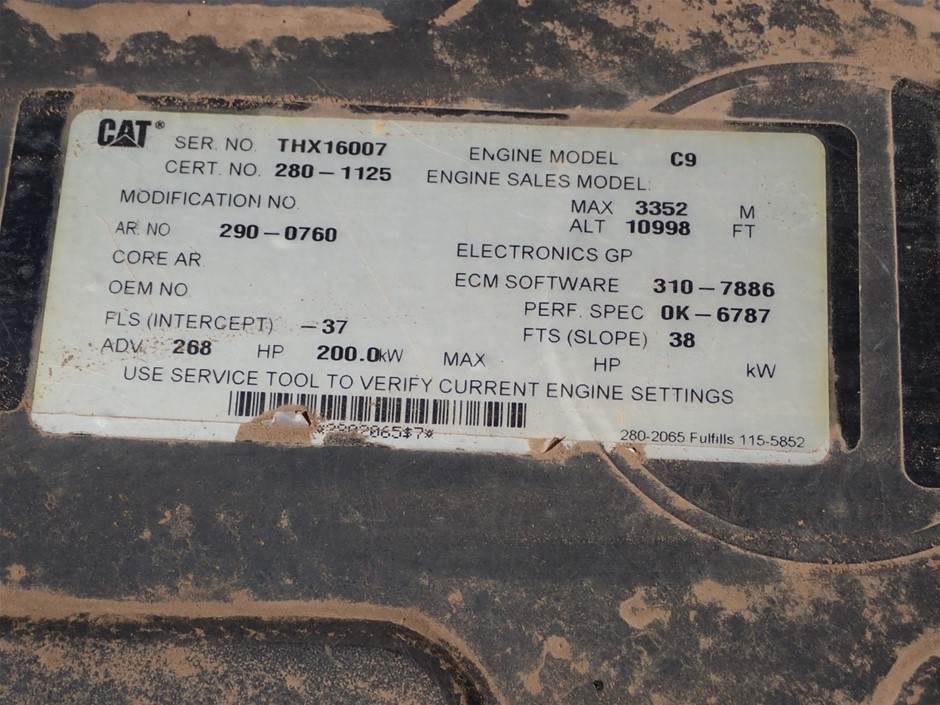 CAT® SER. NO. THX16007 ENGINE MODEL C9
CERT. NO. 280-1125 ENGINE SALES MODEL:
MODIFICATION NO. MAX 3352 M
AR. NO 290-0760 ALT 10998 FT
CORE AR. ELECTRONICS GP
OEM NO. ECM SOFTWARE 310-7886
PERF. SPEC 0K-6787
FLS (INTERCEPT) -37 FTS (SLOPE) 38
ADV. 268 HP 200.0kW MAX HP kW
USE SERVICE TOOL TO VERIFY CURRENT ENGINE SETTINGS
280-2065 Fulfills 115-5852